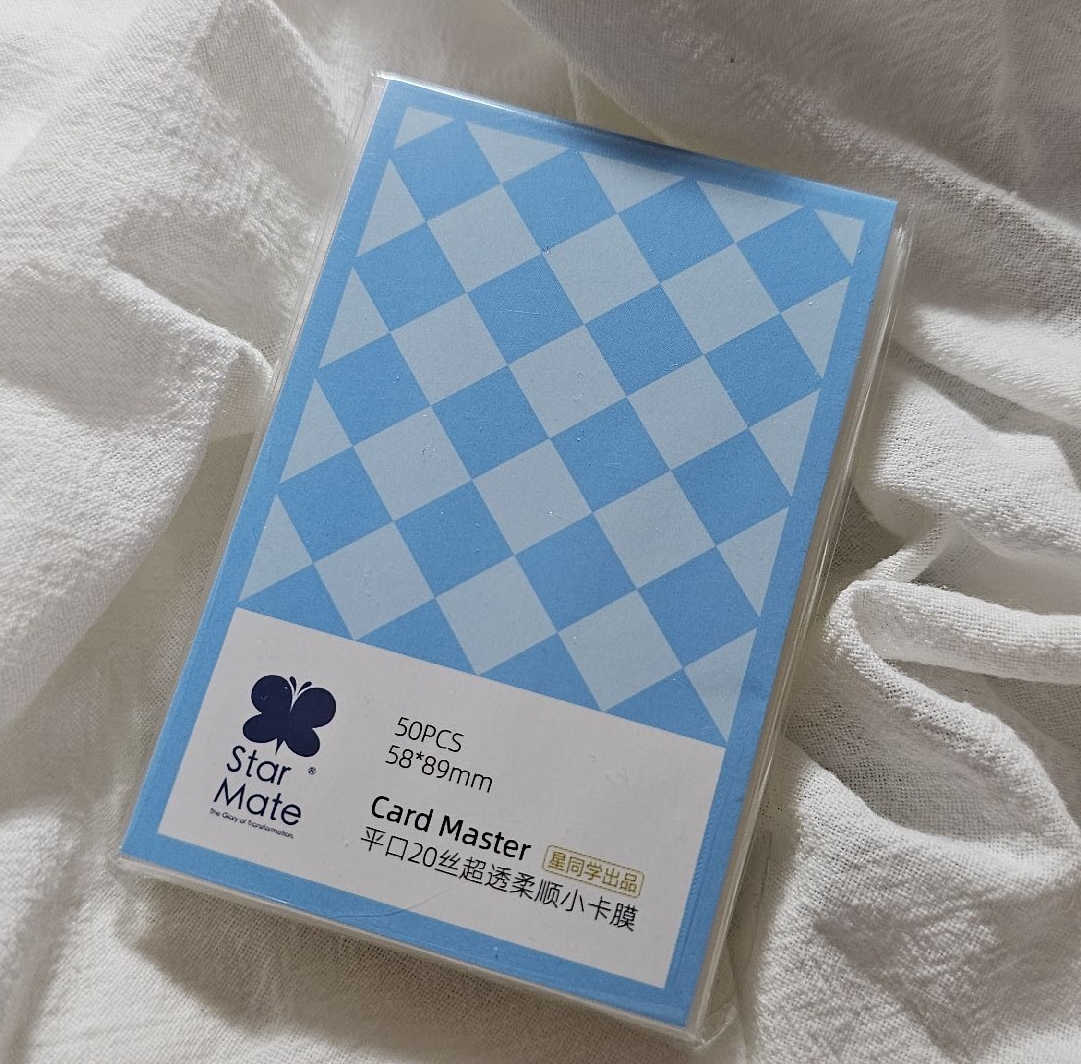 Star
Mate
®
The Glory of Transformation.
50PCS
58*89mm
Card Master
星同学出品
平口20丝超透柔顺小卡膜